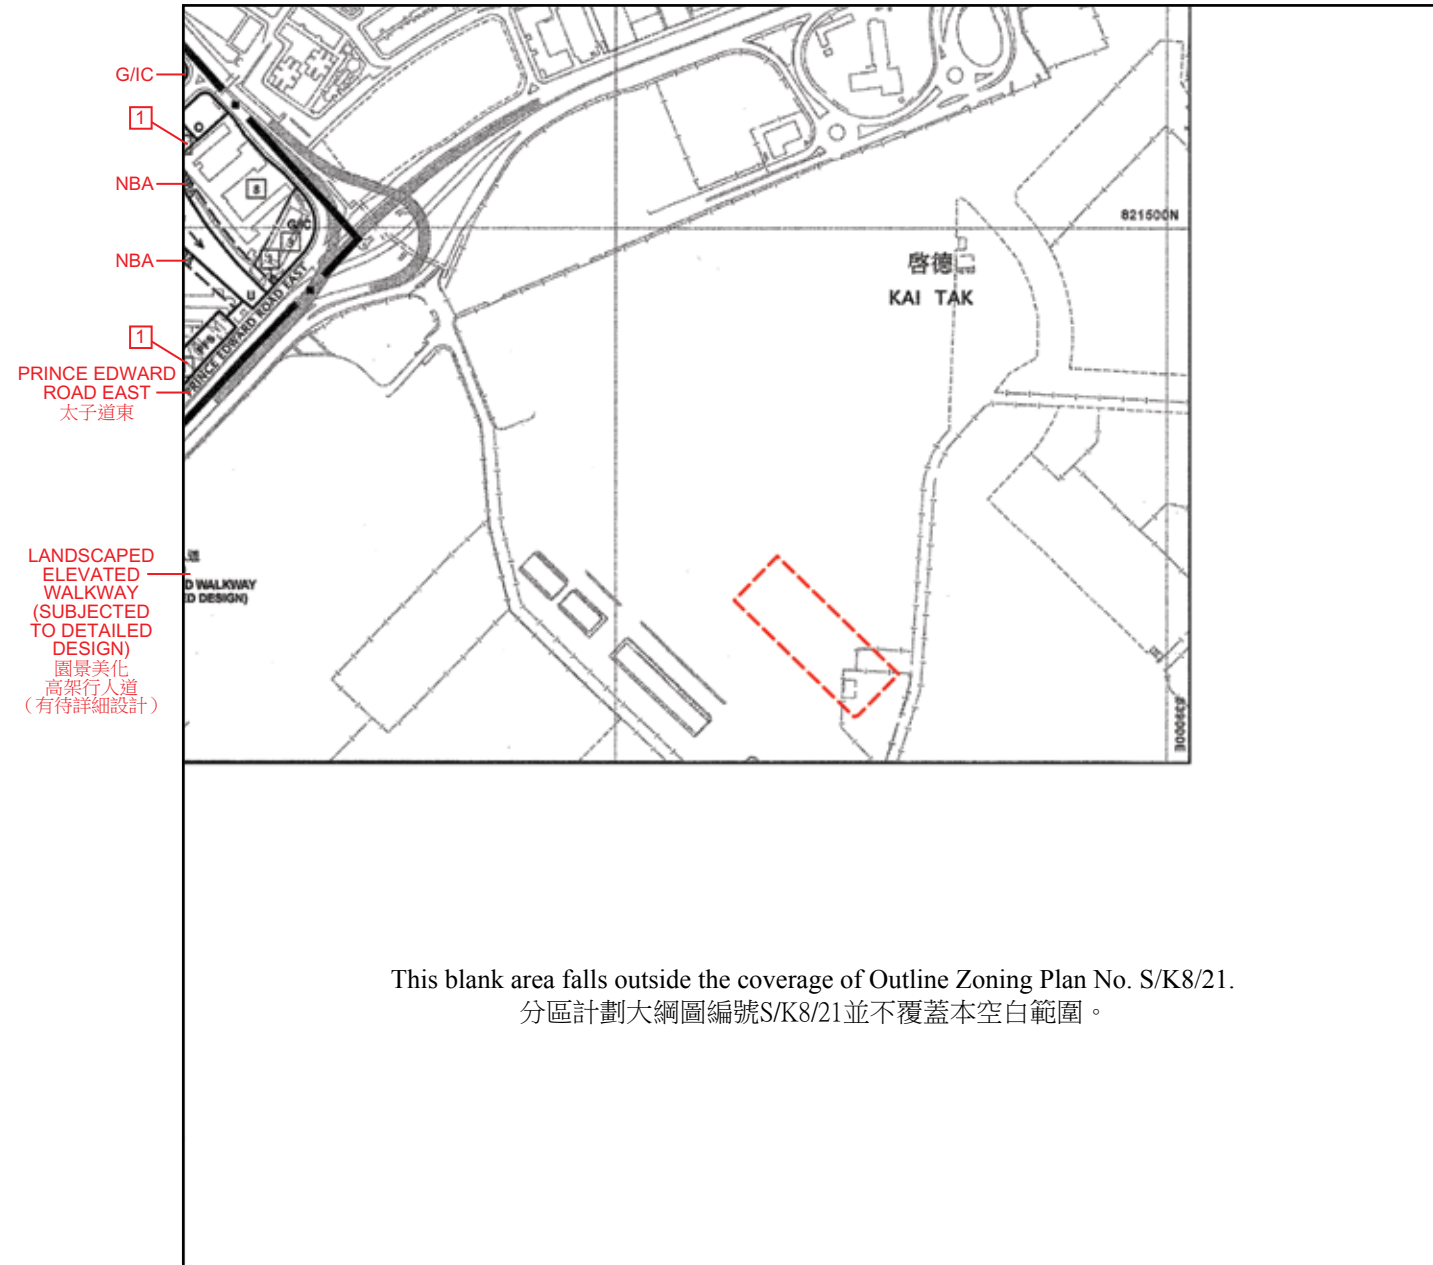 G/IC
1
NBA
NBA
1
PRINCE EDWARD
ROAD EAST
太子道東
LANDSCAPED
ELEVATED
WALKWAY
(SUBJECTED
TO DETAILED
DESIGN)
園景美化
高架行人道
(有待詳細設計)
O
8
G/IC
3
U
PFS
PRINCE EDWARD ROAD EAST
D WALKWAY
D DESIGN)
821500N
啓德
KAI TAK
839000E
This blank area falls outside the coverage of Outline Zoning Plan No. S/K8/21.
分區計劃大綱圖編號S/K8/21並不覆蓋本空白範圍。